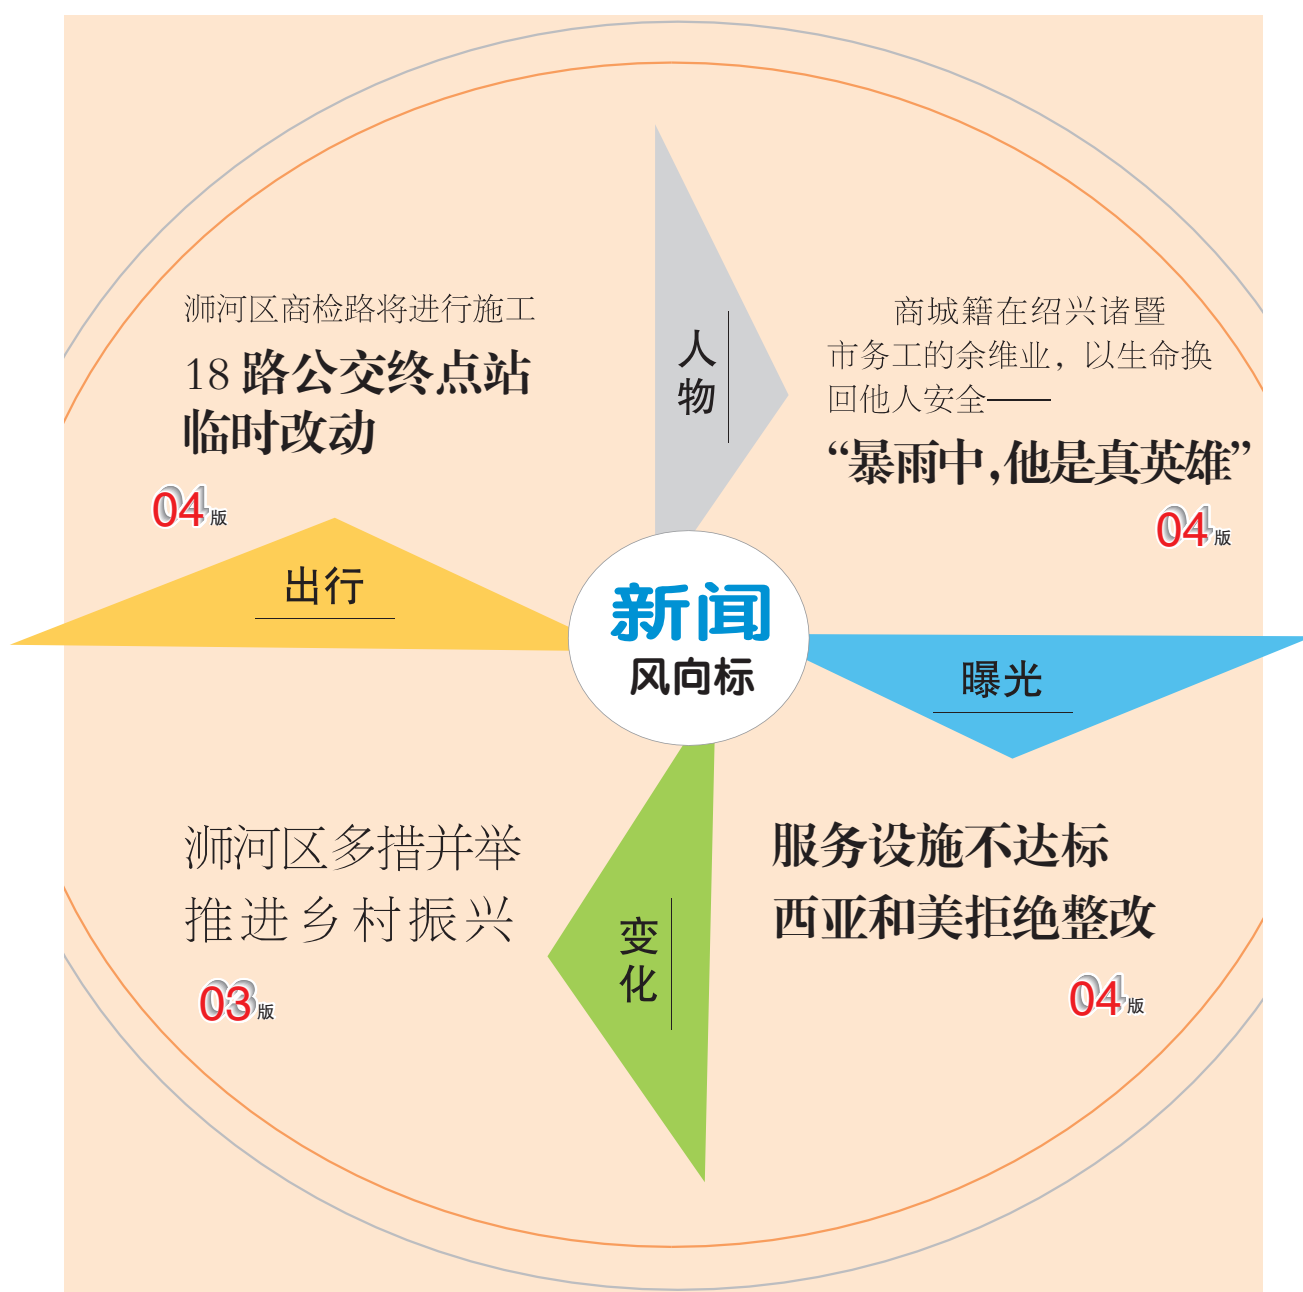 浉河区商检路将进行施工
18 路公交终点站
临时改动
04版
出行
人物
商城籍在绍兴诸暨
市务工的余维业，以生命换
回他人安全——
“暴雨中，他是真英雄”
04版
新闻
风向标
曝光
浉河区多措并举
推进乡村振兴
03版
变化
服务设施不达标
西亚和美拒绝整改
04版